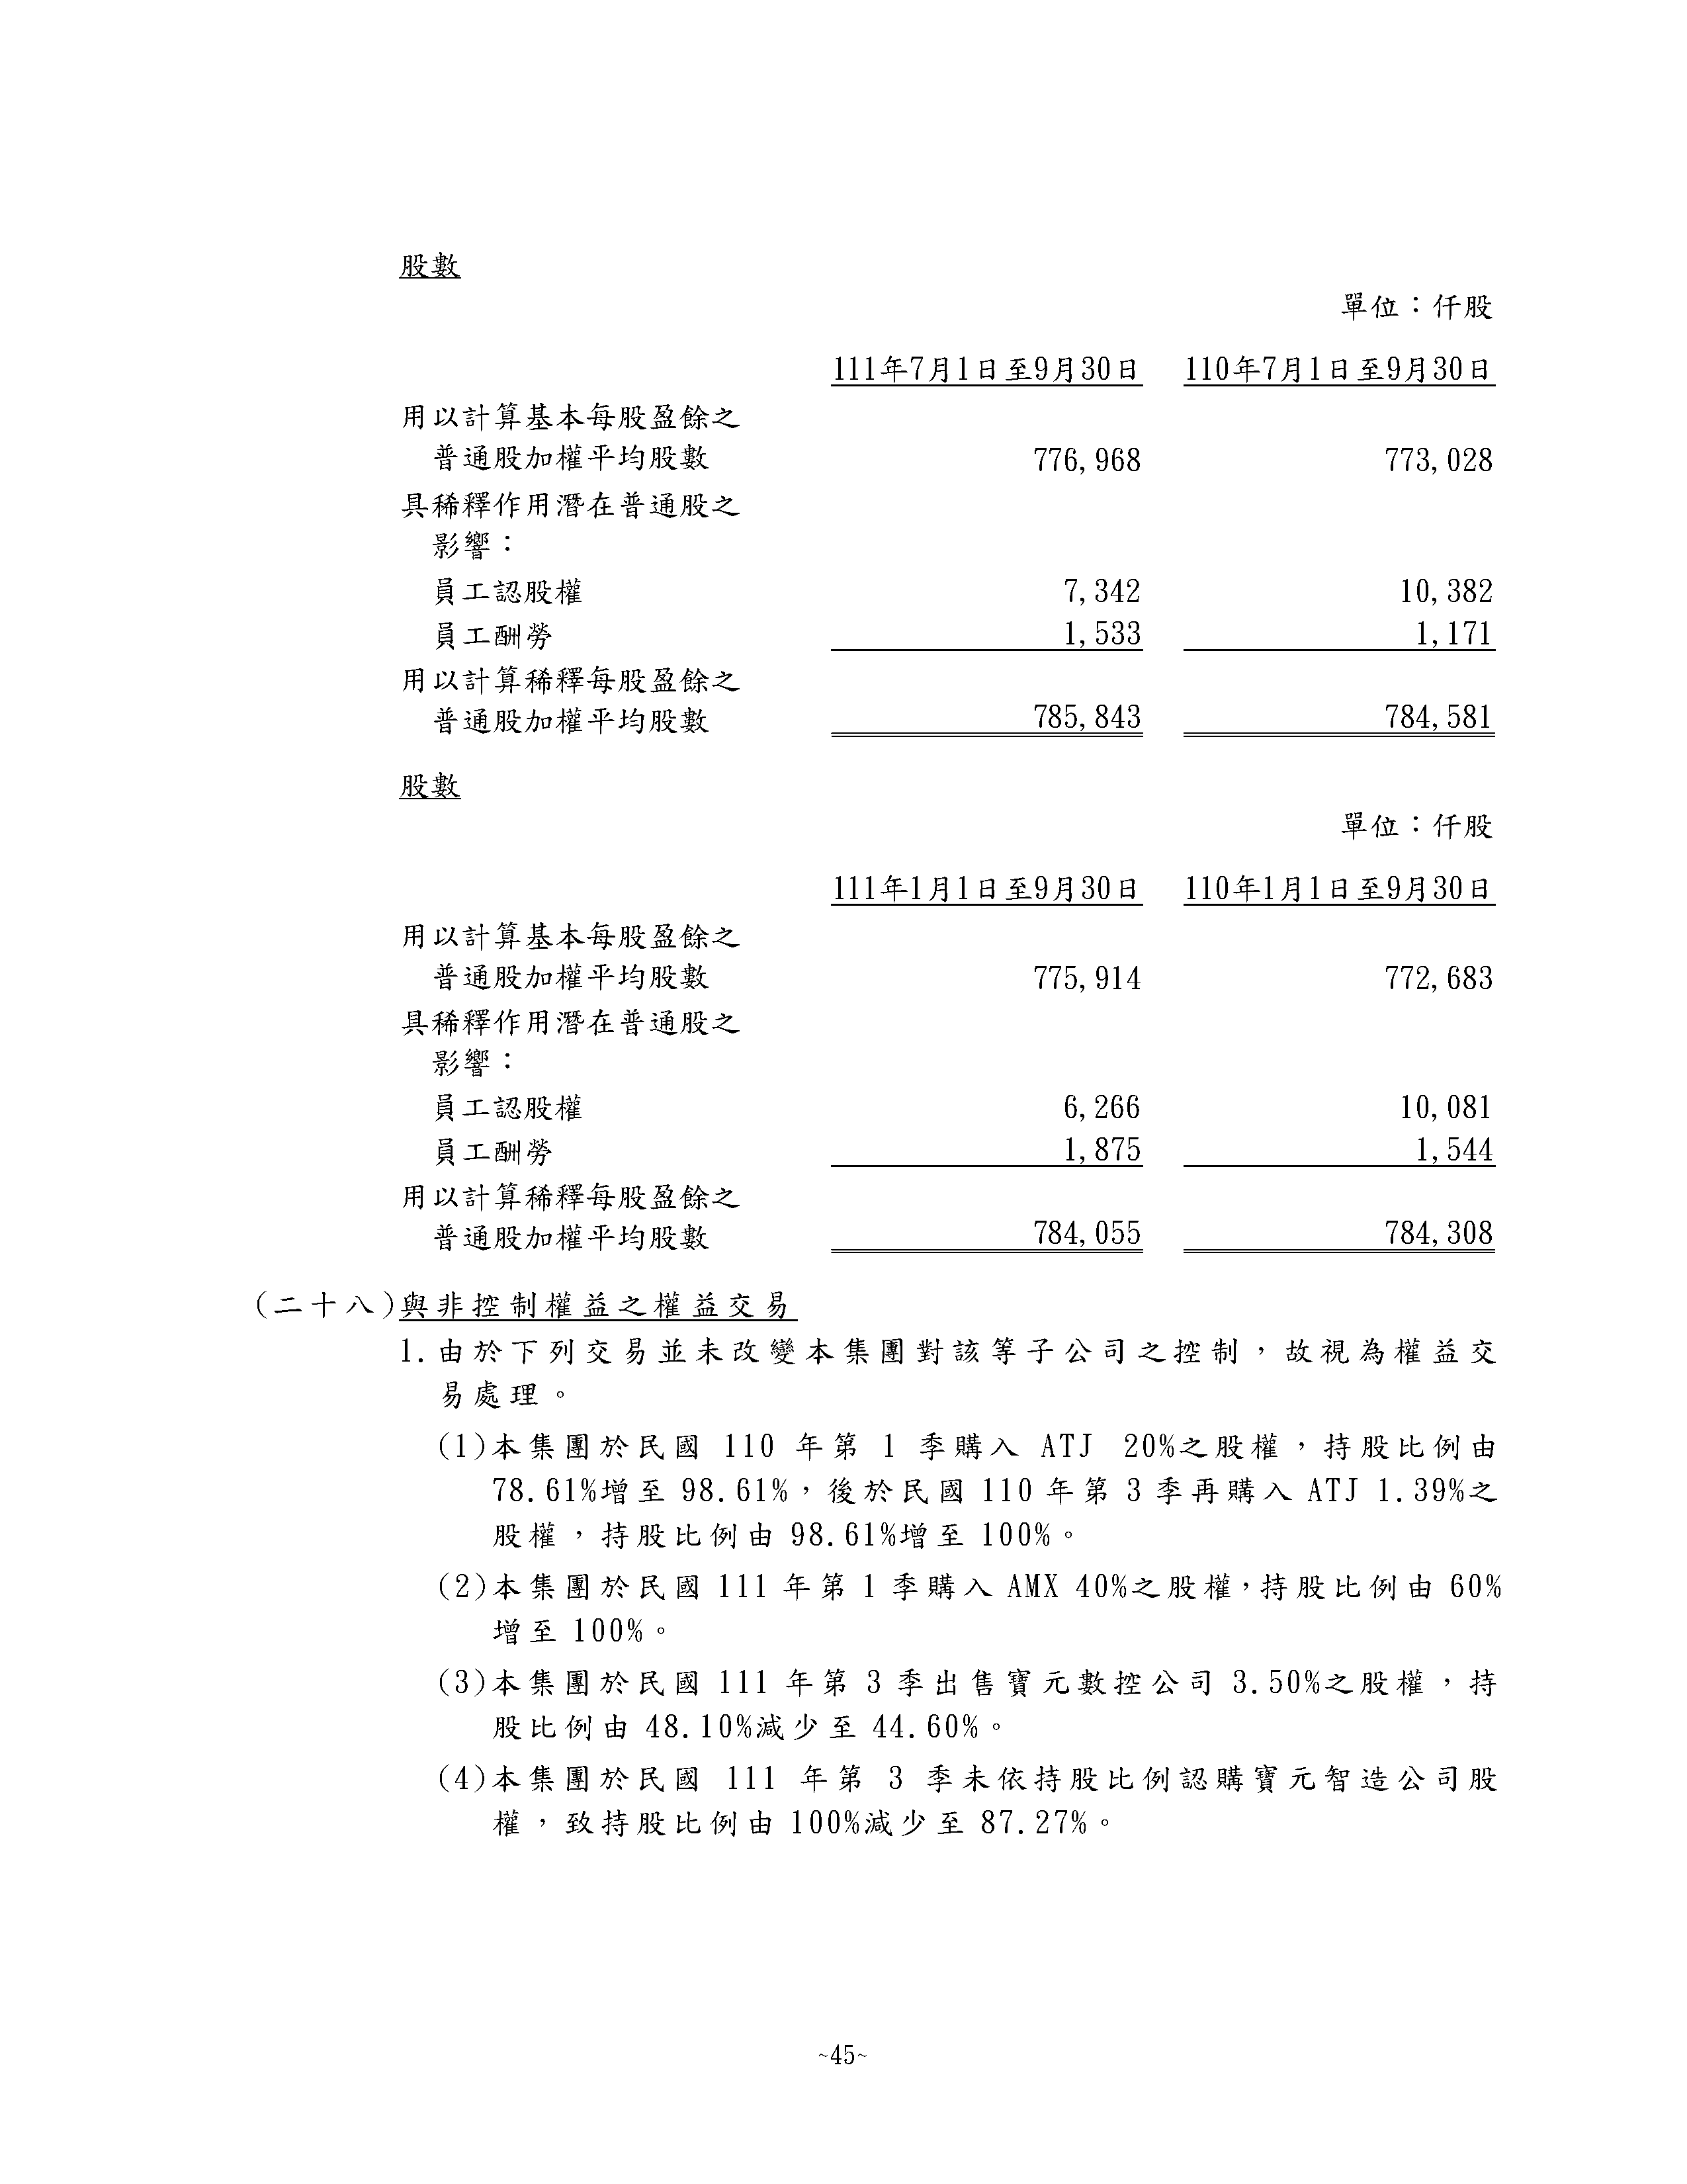 股數
單位：仟股
111年7月1日至9月30日 110年7月1日至9月30日
用以計算基本每股盈餘之
普通股加權平均股數 776,968 773,028
具稀釋作用潛在普通股之
影響：
員工認股權 7,342 10,382
員工酬勞 1,533 1,171
用以計算稀釋每股盈餘之
普通股加權平均股數 785,843 784,581
股數
單位：仟股
111年1月1日至9月30日 110年1月1日至9月30日
用以計算基本每股盈餘之
普通股加權平均股數 775,914 772,683
具稀釋作用潛在普通股之
影響：
員工認股權 6,266 10,081
員工酬勞 1,875 1,544
用以計算稀釋每股盈餘之
普通股加權平均股數 784,055 784,308
(二十八)與非控制權益之權益交易
1.由於下列交易並未改變本集團對該等子公司之控制，故視為權益交
易處理。
(1)本集團於民國 110 年第 1 季購入 ATJ 20%之股權，持股比例由
78.61%增至 98.61%，後於民國 110 年第 3 季再購入 ATJ 1.39%之
股權，持股比例由 98.61%增至 100%。
(2)本集團於民國 111 年第 1 季購入 AMX 40%之股權，持股比例由 60%
增至 100%。
(3)本集團於民國 111 年第 3 季出售寶元數控公司 3.50%之股權，持
股比例由 48.10%減少至 44.60%。
(4)本集團於民國 111 年第 3 季未依持股比例認購寶元智造公司股
權，致持股比例由 100%減少至 87.27%。
~45~